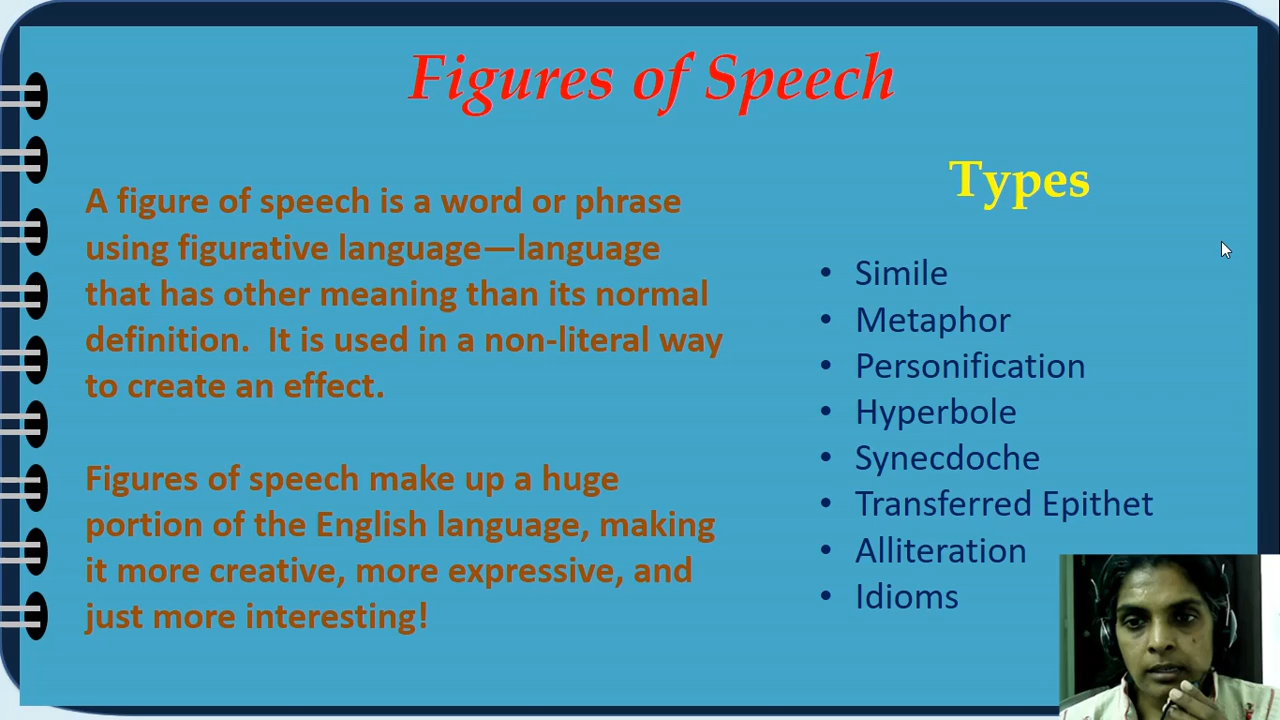 Figures of Speech
A figure of speech is a word or phrase
using figurative language—language
that has other meaning than its normal
definition.  It is used in a non-literal way
to create an effect.
Figures of speech make up a huge
portion of the English language, making
it more creative, more expressive, and
just more interesting!
Types
• Simile
• Metaphor
• Personification
• Hyperbole
• Synecdoche
• Transferred Epithet
• Alliteration
• Idioms